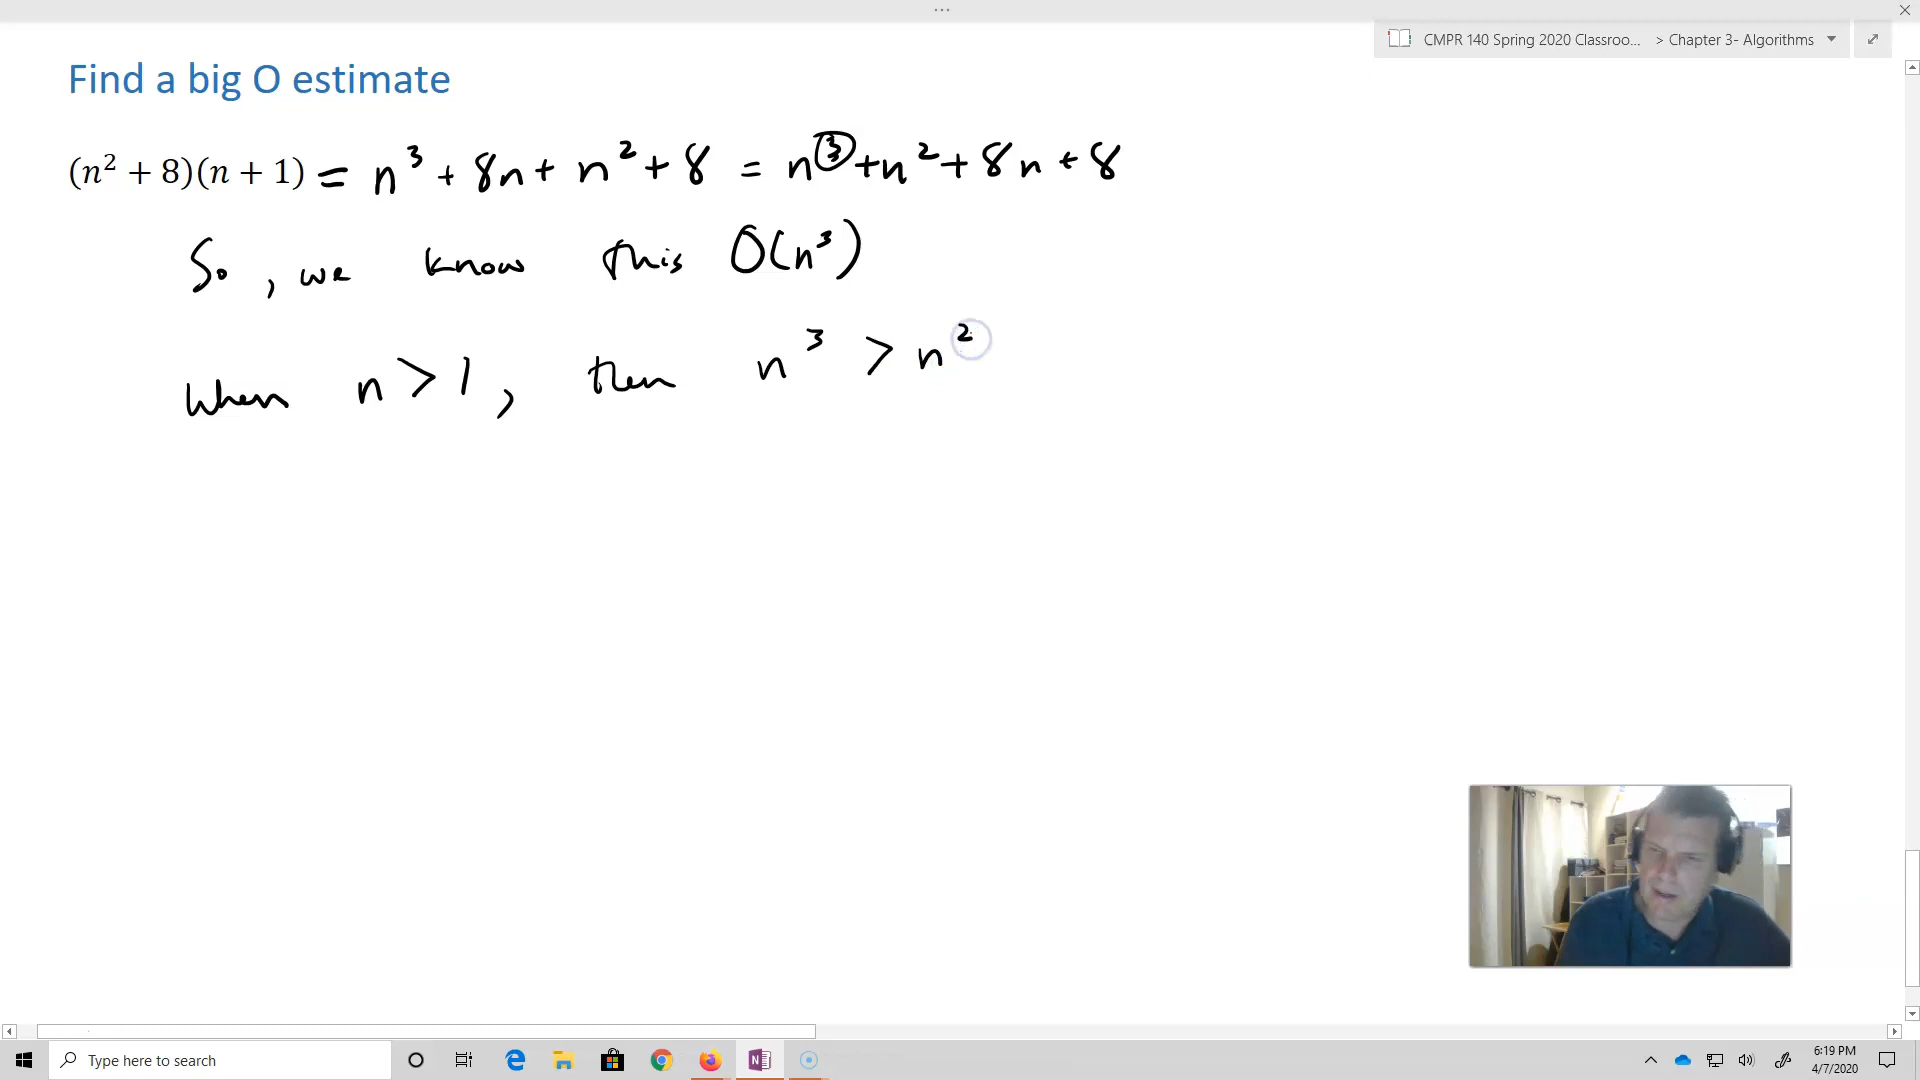 CMPR 140 Spring 2020 Classroo... > Chapter 3- Algorithms
Find a big O estimate
(n² + 8)(n + 1) = n³ + 8n + n² + 8 = n³ + n² + 8n + 8
So, we know this O(n³)
When n > 1, then n³ > n²
Type here to search
6:19 PM
4/7/2020